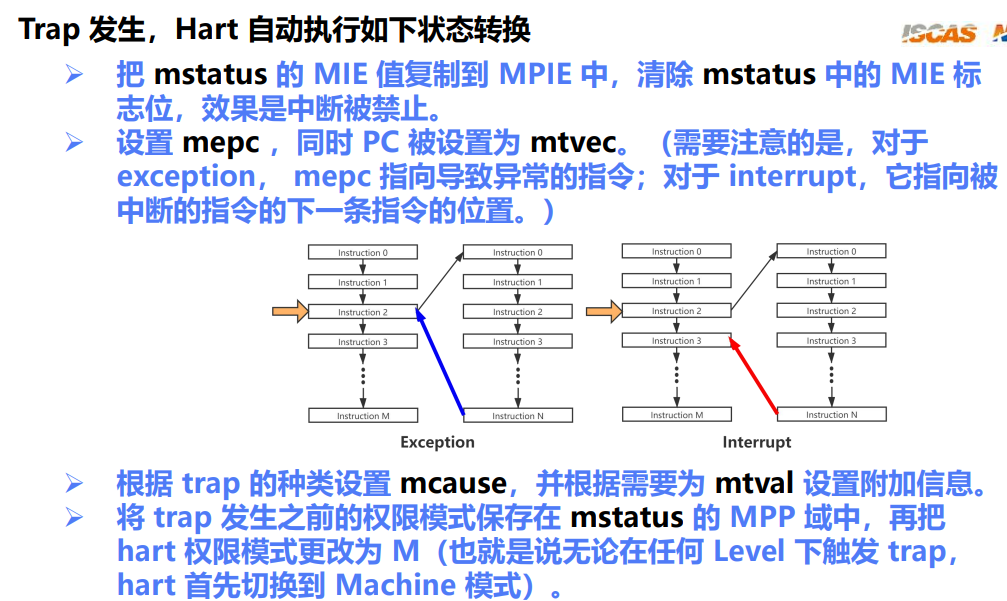 Trap 发生，Hart 自动执行如下状态转换
ISCAS
➢ 把 mstatus 的 MIE 值复制到 MPIE 中，清除 mstatus 中的 MIE 标
志位，效果是中断被禁止。
➢ 设置 mepc ，同时 PC 被设置为 mtvec。（需要注意的是，对于
exception， mepc 指向导致异常的指令；对于 interrupt，它指向被
中断的指令的下一条指令的位置。）
Instruction 0
Instruction 1
Instruction 2
Instruction 3
Instruction M
Instruction 0
Instruction 1
Instruction 2
Instruction 3
Instruction N
Exception
Instruction 0
Instruction 1
Instruction 2
Instruction 3
Instruction M
Instruction 0
Instruction 1
Instruction 2
Instruction 3
Instruction N
Interrupt
➢ 根据 trap 的种类设置 mcause，并根据需要为 mtval 设置附加信息。
➢ 将 trap 发生之前的权限模式保存在 mstatus 的 MPP 域中，再把
hart 权限模式更改为 M（也就是说无论在任何 Level 下触发 trap，
hart 首先切换到 Machine 模式）。